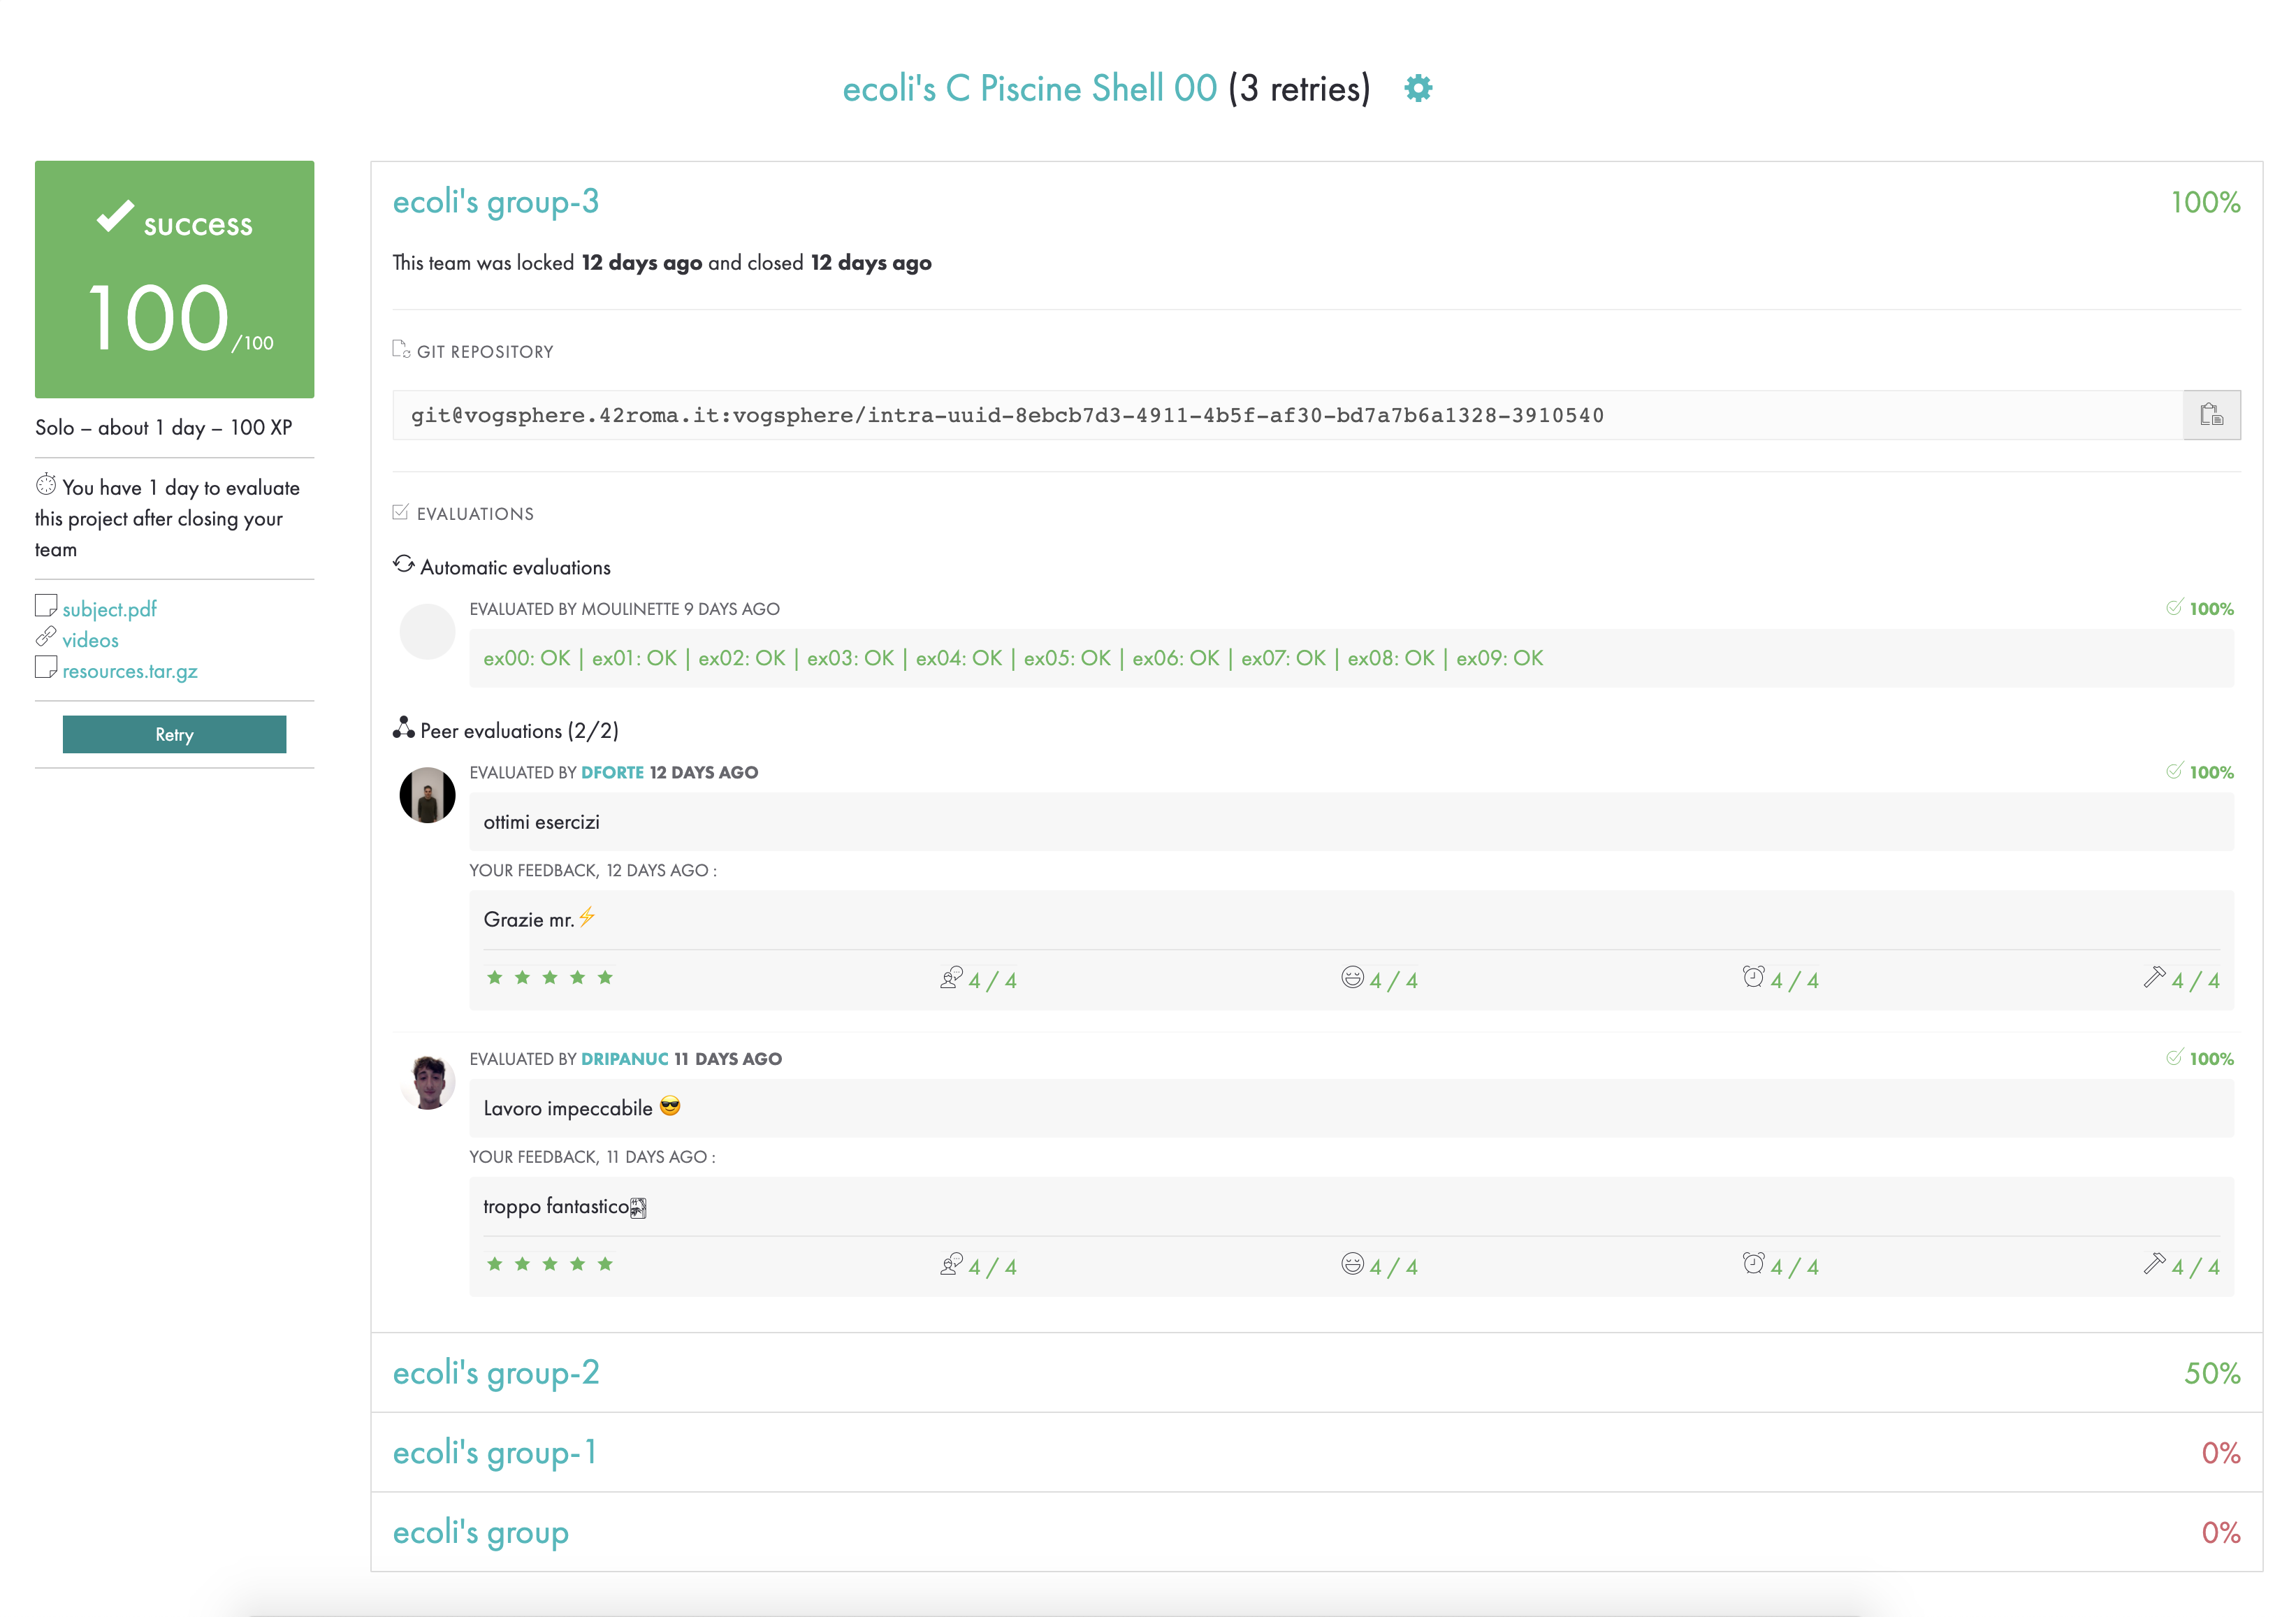 ecoli's C Piscine Shell 00 (3 retries)
success
100/100
Solo – about 1 day – 100 XP
You have 1 day to evaluate
this project after closing your
team
subject.pdf
videos
resources.tar.gz
Retry
ecoli's group-3 100%
This team was locked 12 days ago and closed 12 days ago
GIT REPOSITORY
git@vogsphere.42roma.it:vogsphere/intra-uuid-8ebcb7d3-4911-4b5f-af30-bd7a7b6a1328-3910540
EVALUATIONS
Automatic evaluations
EVALUATED BY MOULINETTE 9 DAYS AGO 100%
ex00: OK | ex01: OK | ex02: OK | ex03: OK | ex04: OK | ex05: OK | ex06: OK | ex07: OK | ex08: OK | ex09: OK
Peer evaluations (2/2)
EVALUATED BY DFORTE 12 DAYS AGO 100%
ottimi esercizi
YOUR FEEDBACK, 12 DAYS AGO :
Grazie mr.⚡
★ ★ ★ ★ ★ 4 / 4 4 / 4 4 / 4 4 / 4
EVALUATED BY DRIPANUC 11 DAYS AGO 100%
Lavoro impeccabile 😎
YOUR FEEDBACK, 11 DAYS AGO :
troppo fantastico
★ ★ ★ ★ ★ 4 / 4 4 / 4 4 / 4 4 / 4
ecoli's group-2 50%
ecoli's group-1 0%
ecoli's group 0%